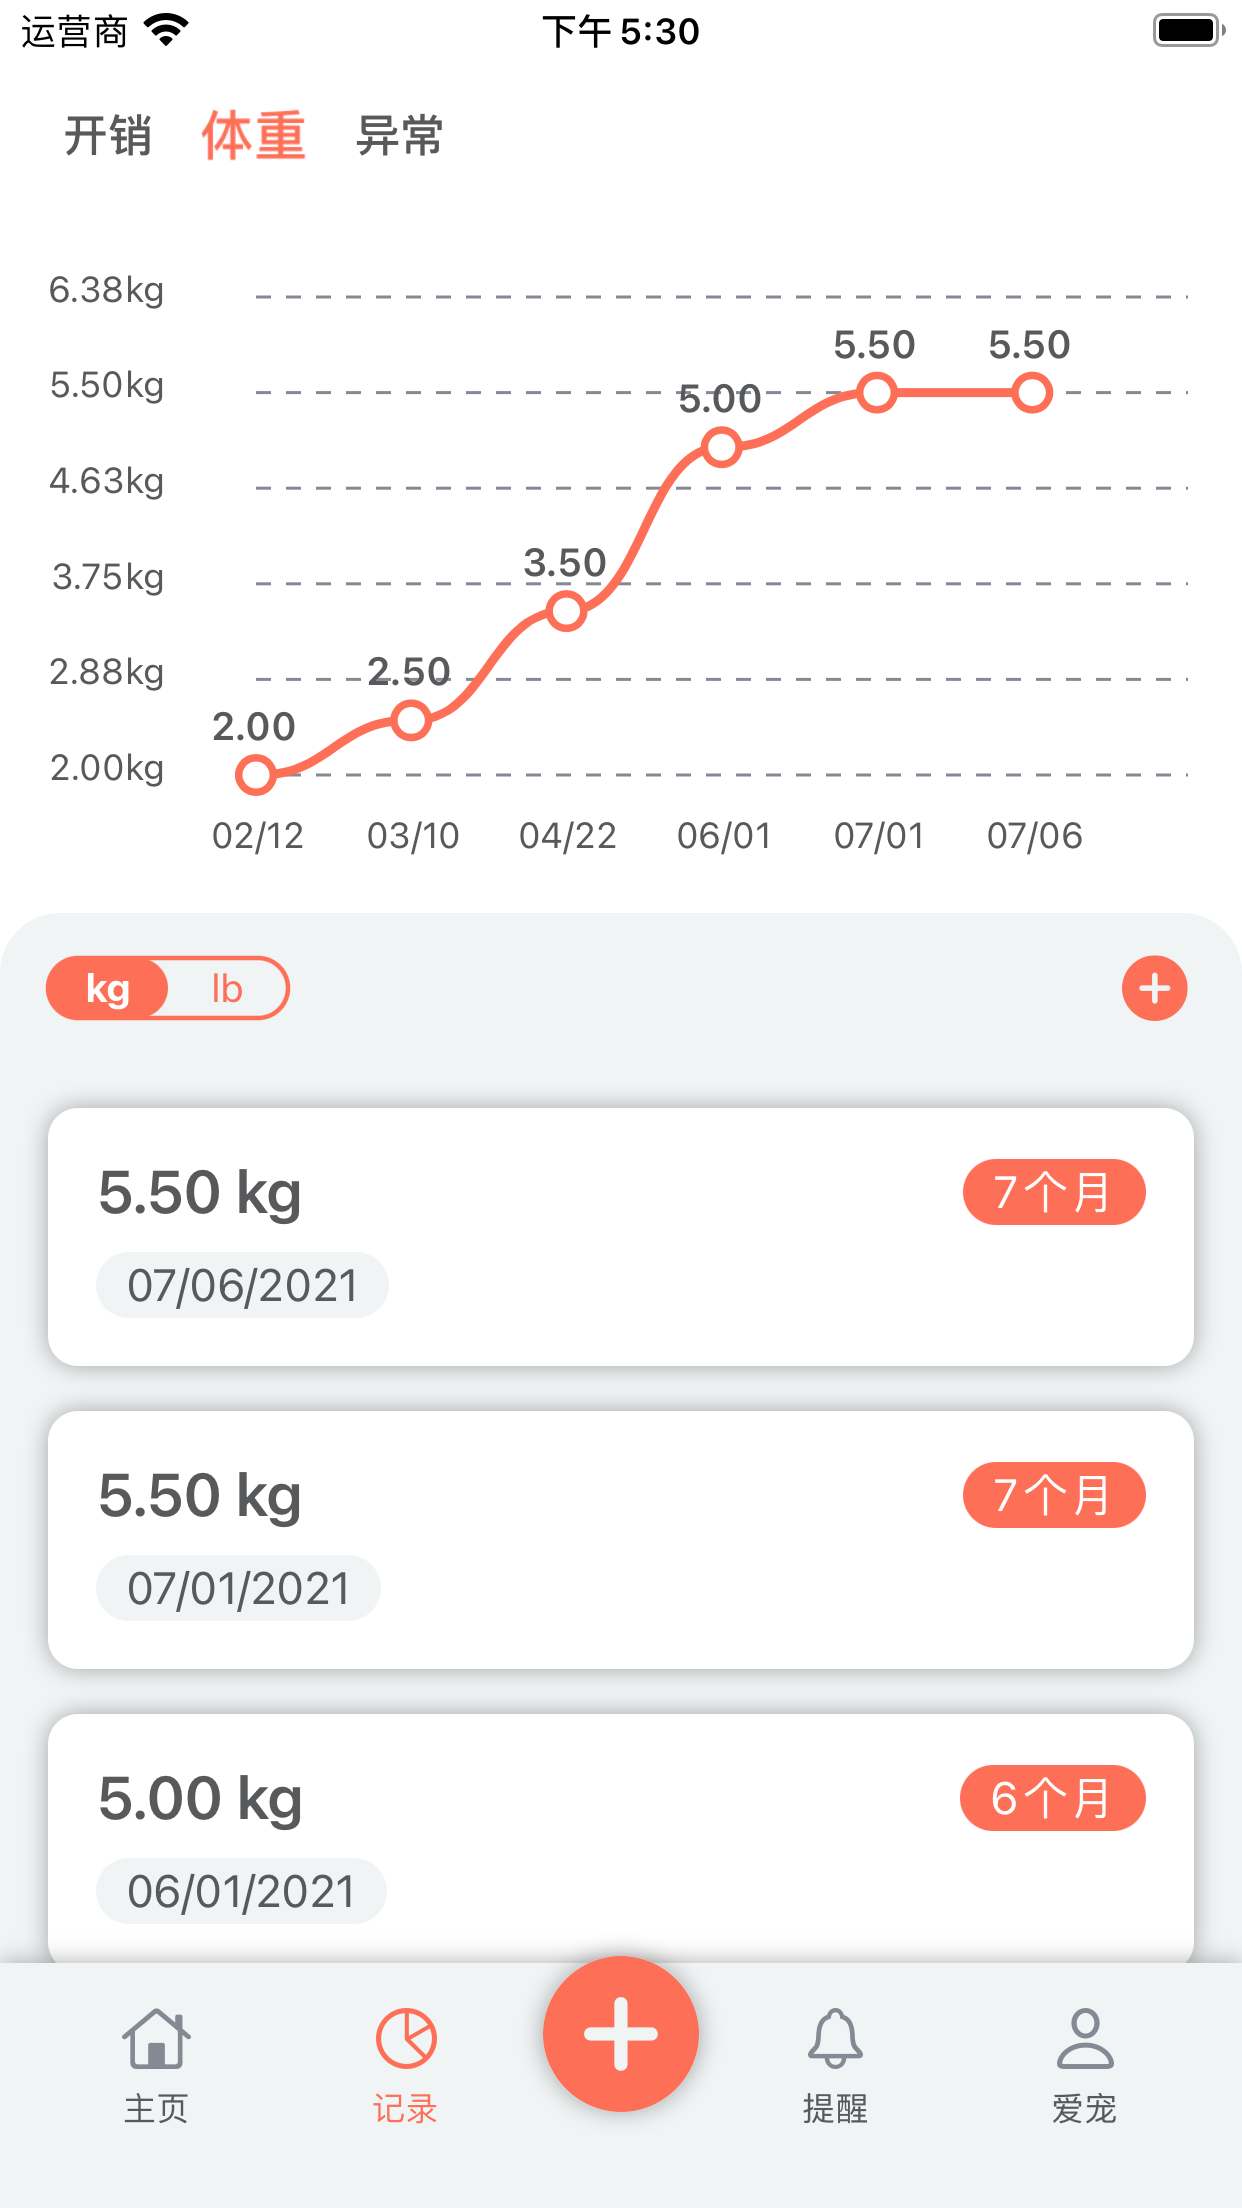 运营商 下午 5:30
开销 体重 异常
6.38kg
5.50 5.50
5.50kg
5.00
4.63kg
3.50
3.75kg
2.50
2.88kg
2.00
2.00kg
02/12 03/10 04/22 06/01 07/01 07/06
kg lb
5.50 kg 7个月
07/06/2021
5.50 kg 7个月
07/01/2021
5.00 kg 6个月
06/01/2021
主页 记录 提醒 爱宠